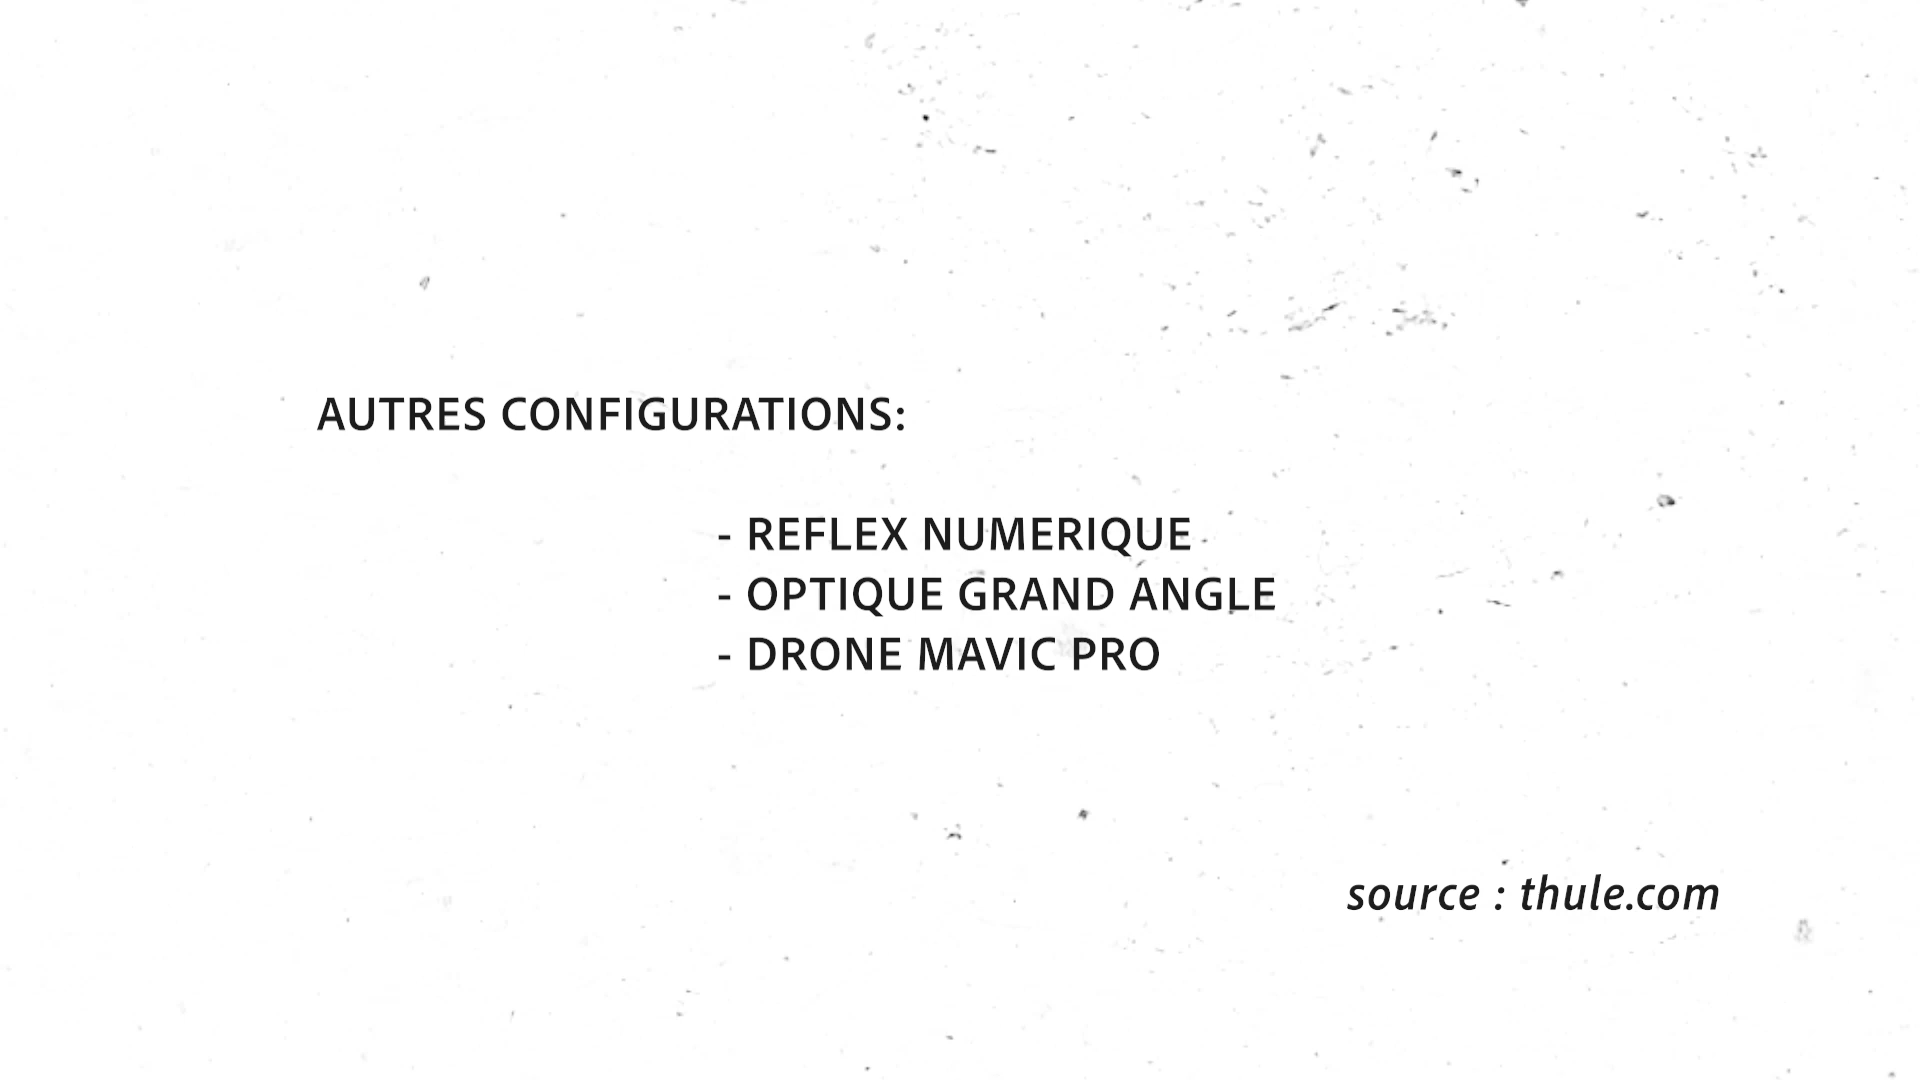 AUTRES CONFIGURATIONS:
- REFLEX NUMERIQUE
- OPTIQUE GRAND ANGLE
- DRONE MAVIC PRO
source : thule.com